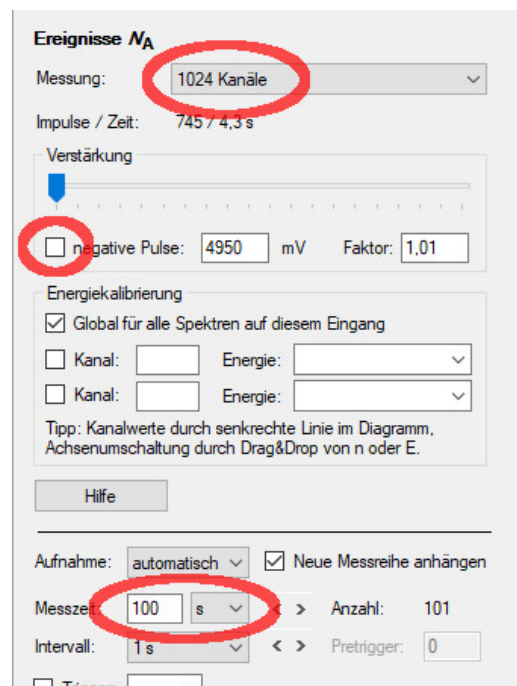 Ereignisse NA
Messung: 1024 Kanäle
Impulse / Zeit: 745 / 4,3 s
Verstärkung
negative Pulse: 4950 mV Faktor: 1,01
Energiekalibrierung
Global für alle Spektren auf diesem Eingang
Kanal: Energie:
Kanal: Energie:
Tipp: Kanalwerte durch senkrechte Linie im Diagramm,
Achsenumschaltung durch Drag&Drop von n oder E.
Hilfe
Aufnahme: automatisch Neue Messreihe anhängen
Messzeit: 100 s < > Anzahl: 101
Intervall: 1 s < > Pretrigger: 0